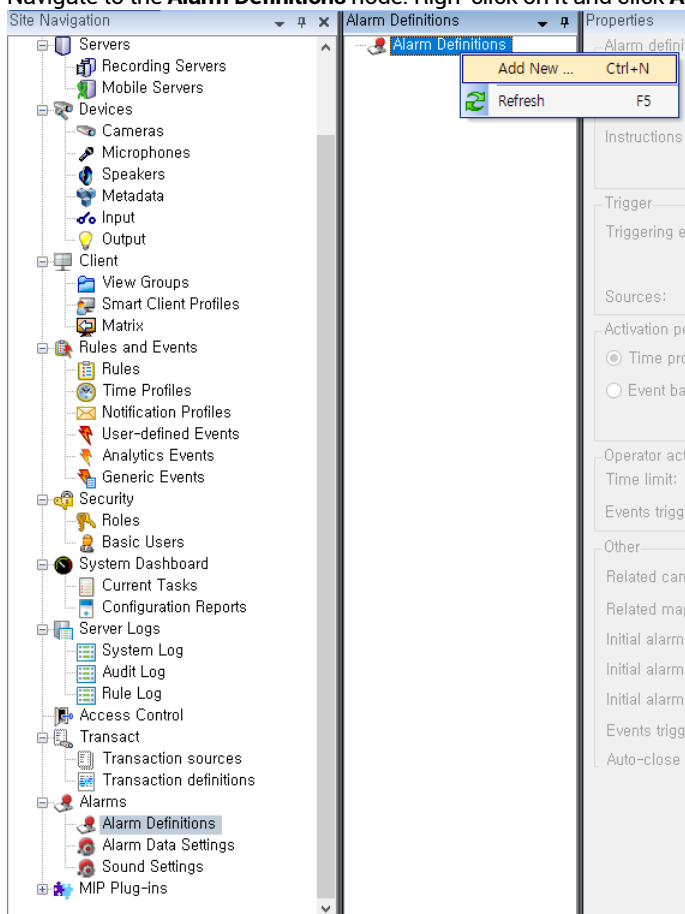 Navigate to the Alarm Definitions node. Right-click on it and click A
Site Navigation
Servers
Recording Servers
Mobile Servers
Devices
Cameras
Microphones
Speakers
Metadata
Input
Output
Client
View Groups
Smart Client Profiles
Matrix
Rules and Events
Rules
Time Profiles
Notification Profiles
User-defined Events
Analytics Events
Generic Events
Security
Roles
Basic Users
System Dashboard
Current Tasks
Configuration Reports
Server Logs
System Log
Audit Log
Rule Log
Access Control
Transact
Transaction sources
Transaction definitions
Alarms
Alarm Definitions
Alarm Data Settings
Sound Settings
MIP Plug-ins
Alarm Definitions
Alarm Definitions
Add New ... Ctrl+N
Refresh F5
Properties
Alarm defini
Instructions
Trigger
Triggering e
Sources:
Activation pe
Time pro
Event ba
Operator act
Time limit:
Events trigg
Other
Related cam
Related map
Initial alarm
Initial alarm
Initial alarm
Events trigg
Auto-close